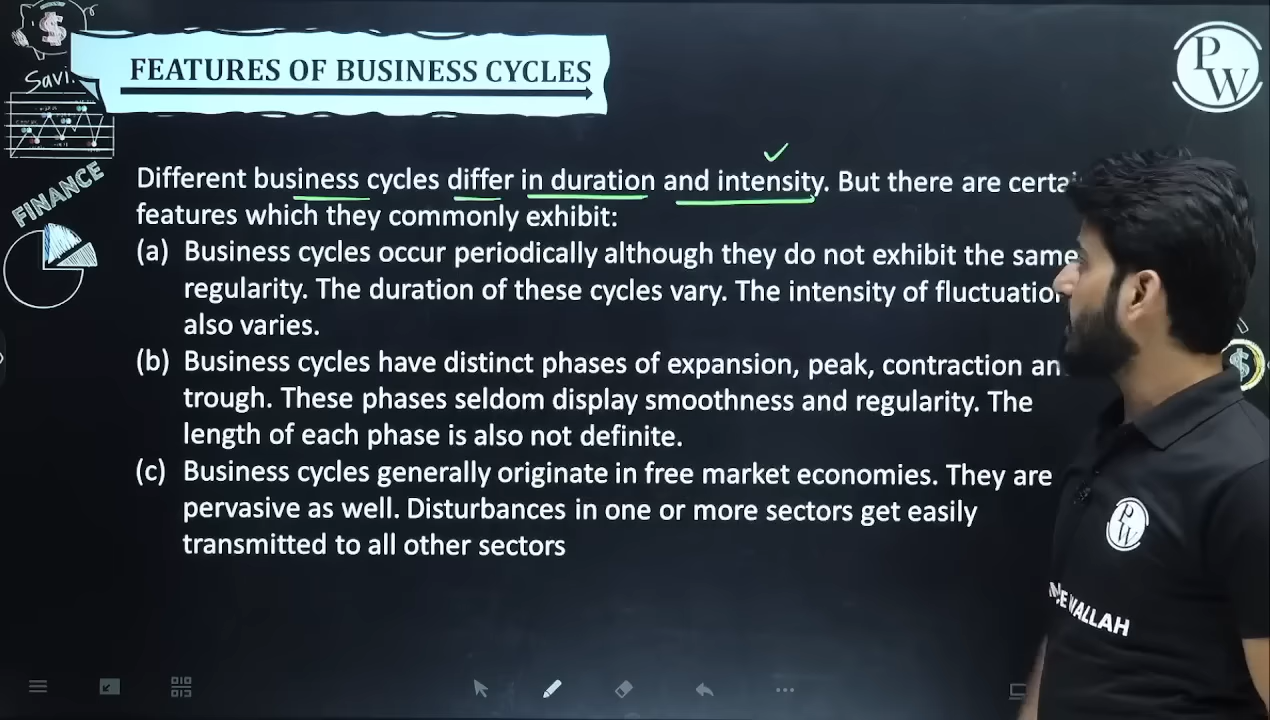 $
Savi
FEATURES OF BUSINESS CYCLES
P
W
FINANCE
Different business cycles differ in duration and intensity. But there are certai
features which they commonly exhibit:
(a) Business cycles occur periodically although they do not exhibit the same
regularity. The duration of these cycles vary. The intensity of fluctuation
also varies.
(b) Business cycles have distinct phases of expansion, peak, contraction an
trough. These phases seldom display smoothness and regularity. The
length of each phase is also not definite.
$
(c) Business cycles generally originate in free market economies. They are
pervasive as well. Disturbances in one or more sectors get easily
transmitted to all other sectors
P
W
WALLAH